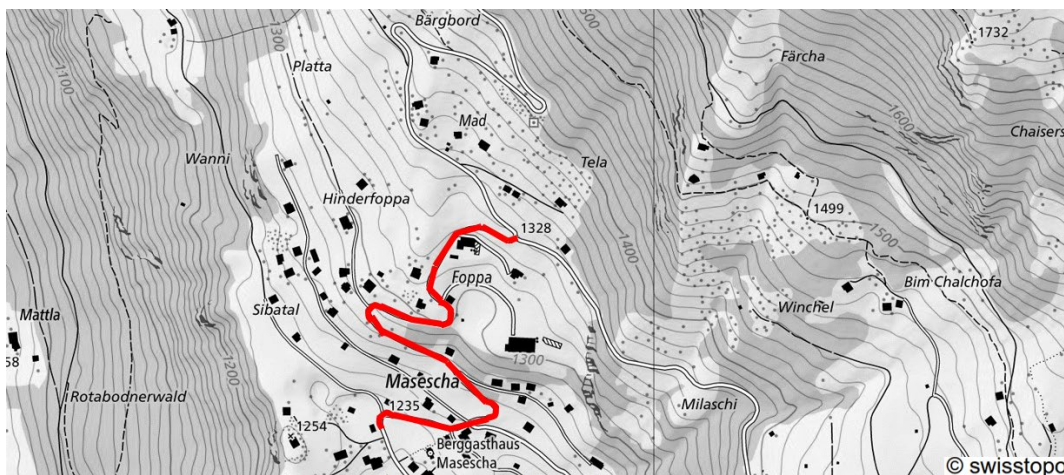 Bärgbord
1300
1732
Platta
Färcha
1100
1600
Mad
Chaisers
Wanni
Tela
Hinderfoppa
1499
1328
1500
1400
Foppa
Bim Chalchofa
Winchel
Sibatal
Mattla
58
1300
1200
Masescha
Rotabodnerwald
1235
Milaschi
1254
Berggasthaus
Masescha
© swisstopo